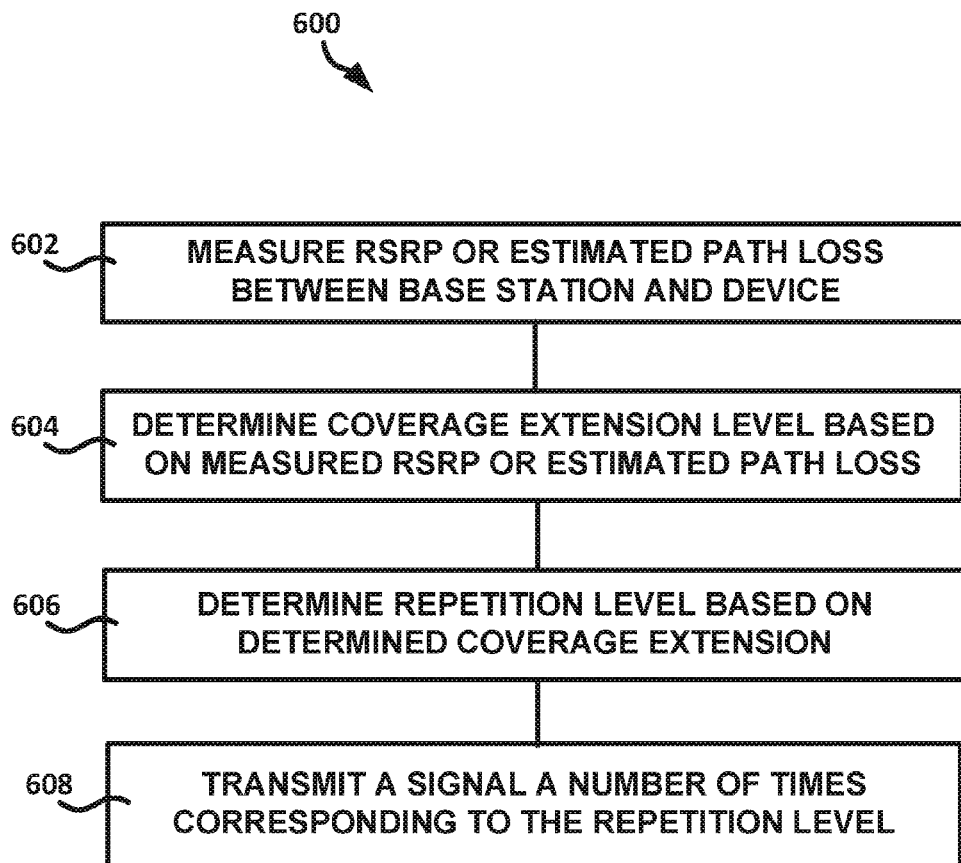 600
602
MEASURE RSRP OR ESTIMATED PATH LOSS
BETWEEN BASE STATION AND DEVICE
604
DETERMINE COVERAGE EXTENSION LEVEL BASED
ON MEASURED RSRP OR ESTIMATED PATH LOSS
606
DETERMINE REPETITION LEVEL BASED ON
DETERMINED COVERAGE EXTENSION
608
TRANSMIT A SIGNAL A NUMBER OF TIMES
CORRESPONDING TO THE REPETITION LEVEL